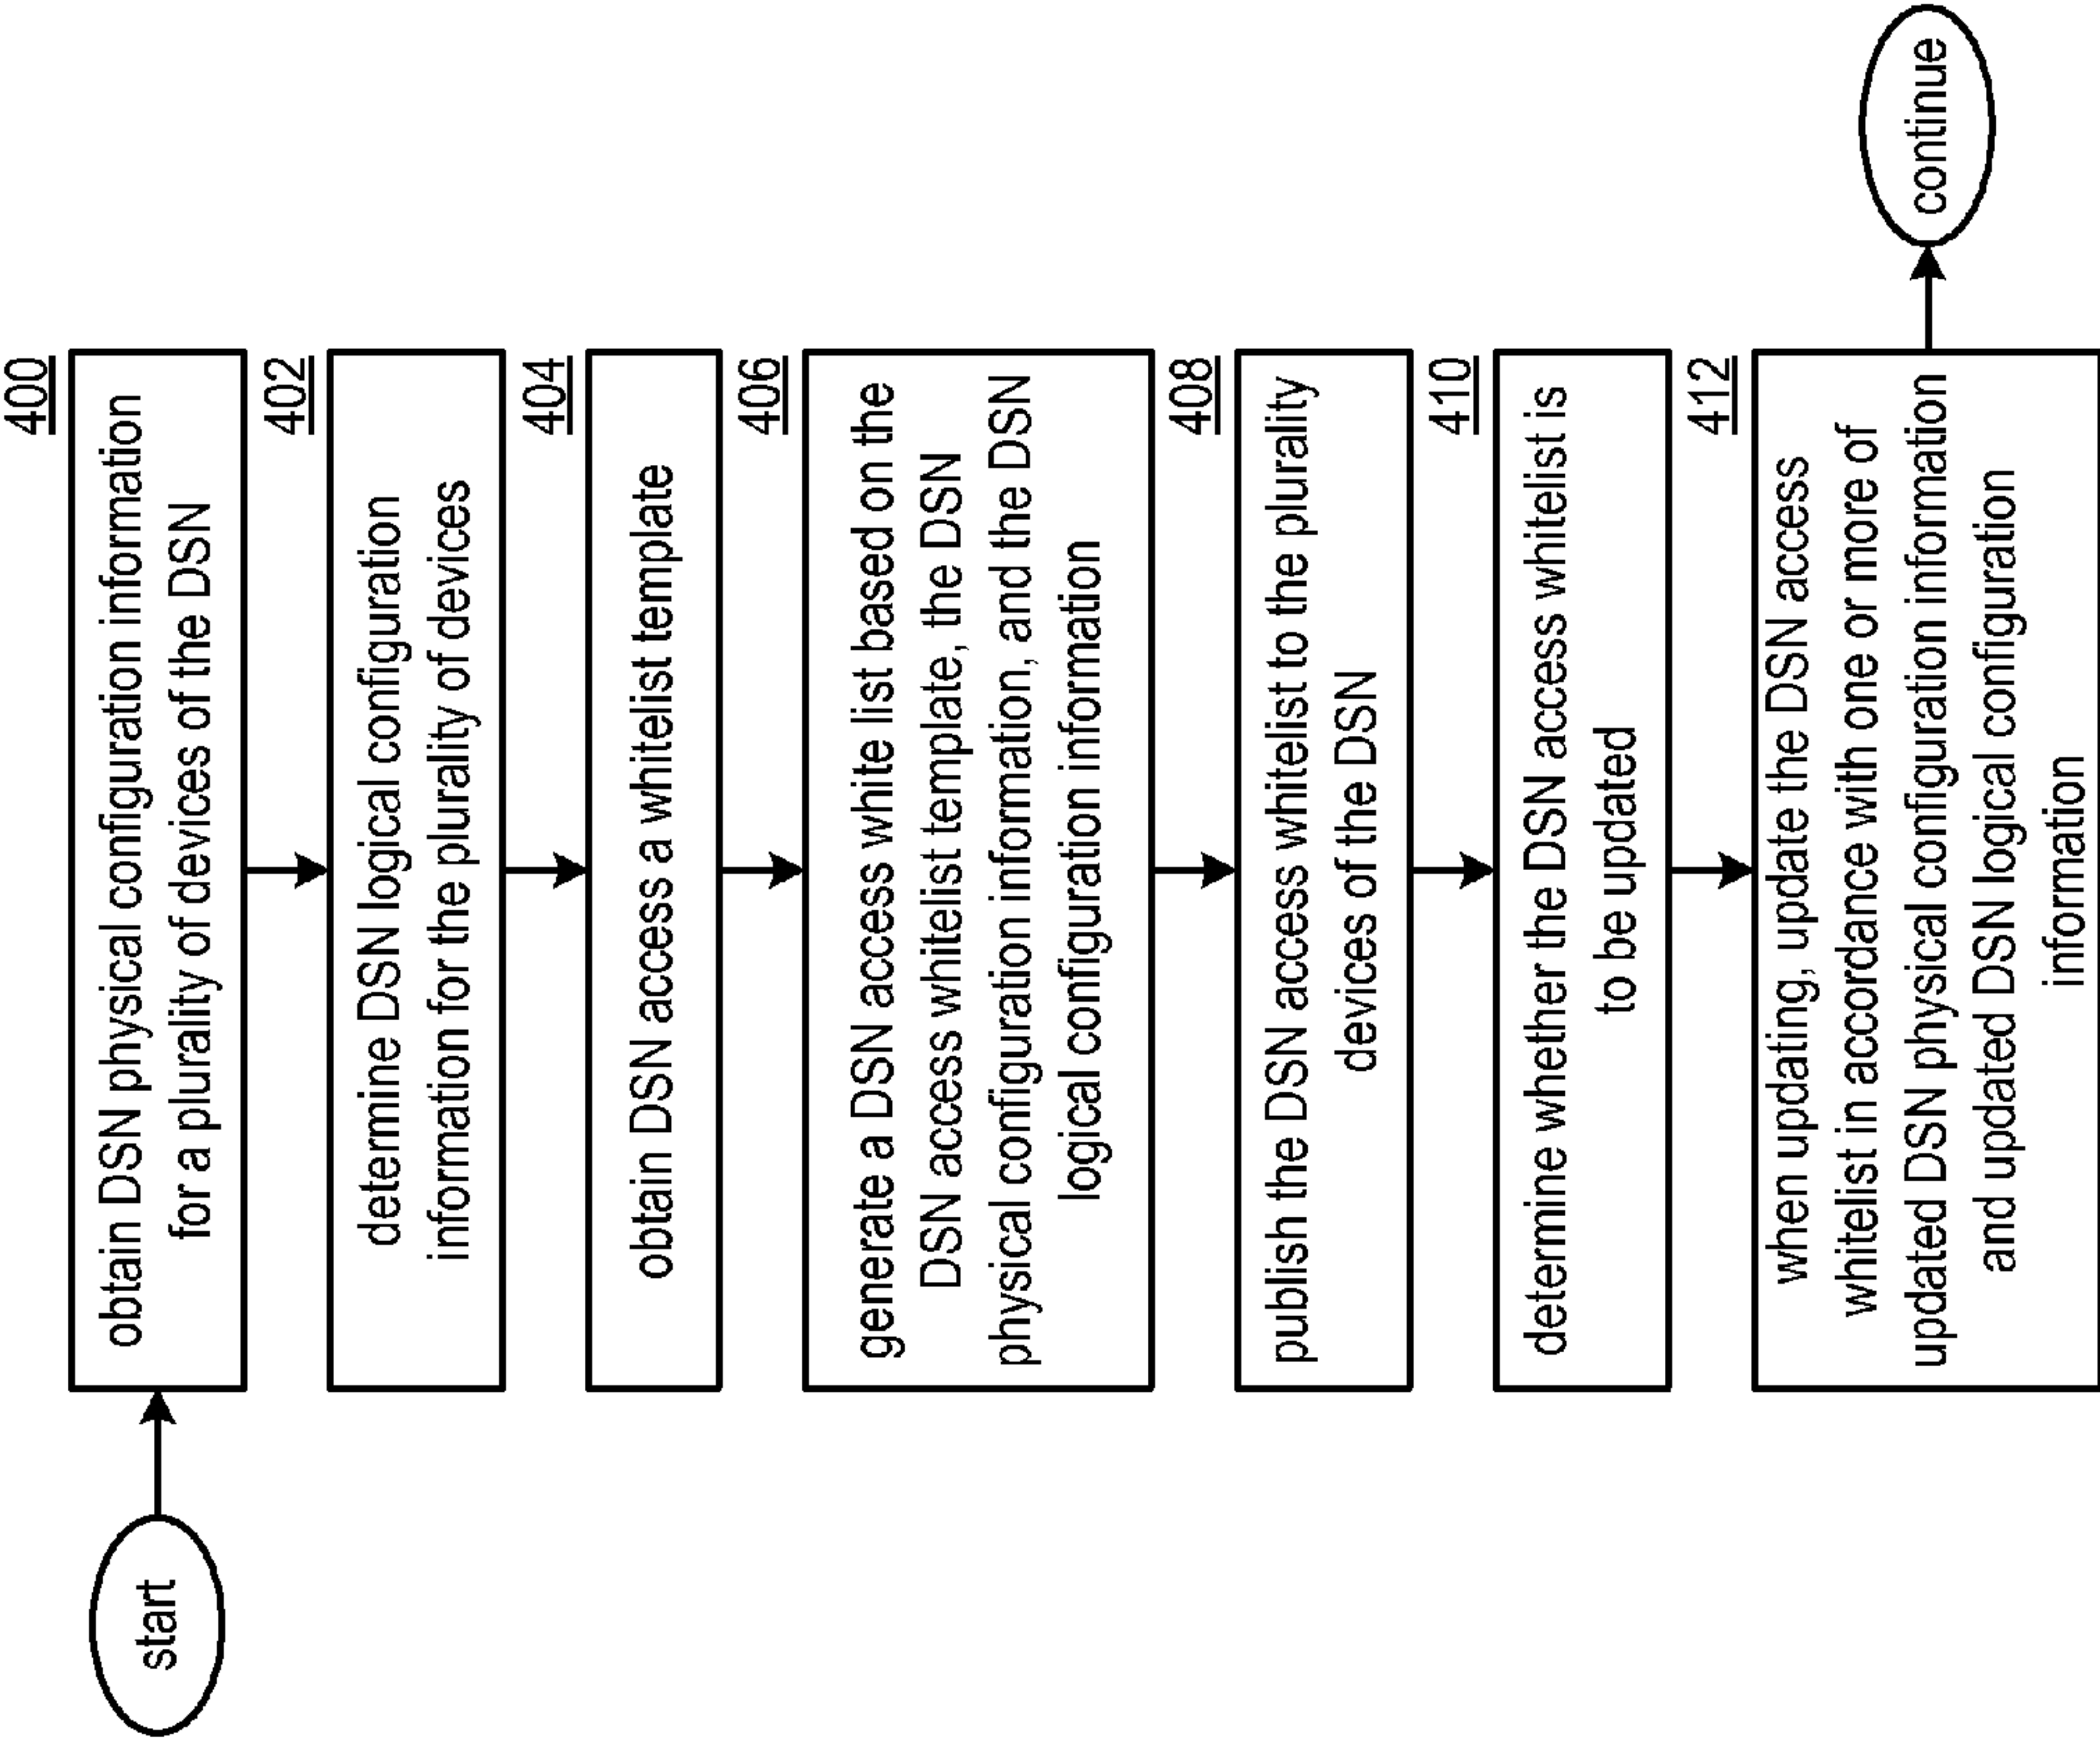 start
400
obtain DSN physical configuration information
for a plurality of devices of the DSN
402
determine DSN logical configuration
information for the plurality of devices
404
obtain DSN access a whitelist template
406
generate a DSN access white list based on the
DSN access whitelist template, the DSN
physical configuration information, and the DSN
logical configuration information
408
publish the DSN access whitelist to the plurality
devices of the DSN
410
determine whether the DSN access whitelist is
to be updated
412
when updating, update the DSN access
whitelist in accordance with one or more of
updated DSN physical configuration information
and updated DSN logical configuration
information
continue